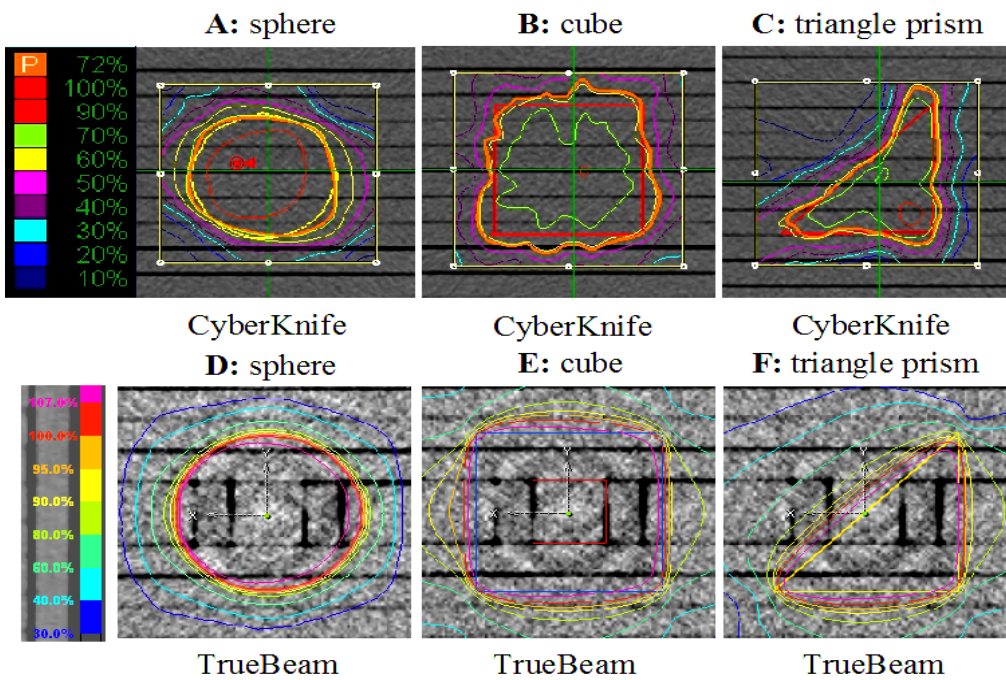 A: sphere
B: cube
C: triangle prism
P 72%
100%
90%
70%
60%
50%
40%
30%
20%
10%
CyberKnife
CyberKnife
CyberKnife
D: sphere
E: cube
F: triangle prism
107.0%
100.0%
95.0%
90.0%
80.0%
60.0%
40.0%
30.0%
Y
X
Y
X
Y
X
TrueBeam
TrueBeam
TrueBeam